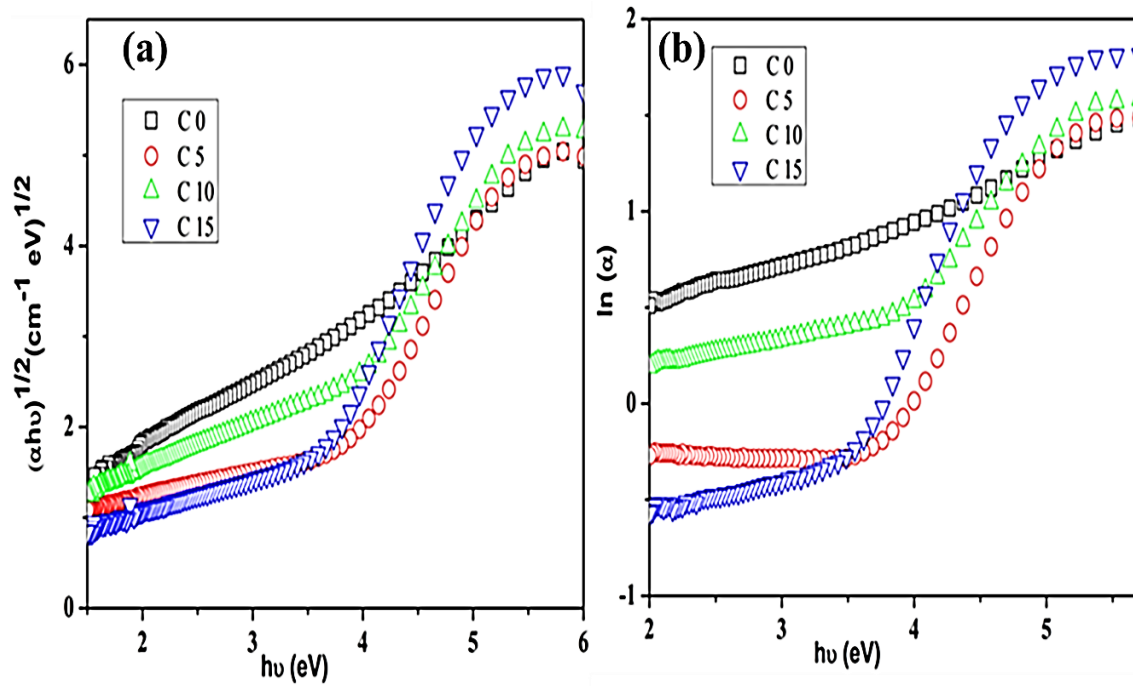 (a)
6
4
2
0
C 0
C 5
C 10
C 15
(αhυ)^1/2(cm^-1 eV)^1/2
2 3 4 5 6
hυ (eV)
(b)
2
1
0
-1
C 0
C 5
C 10
C 15
ln (α)
2 3 4 5
hυ (eV)